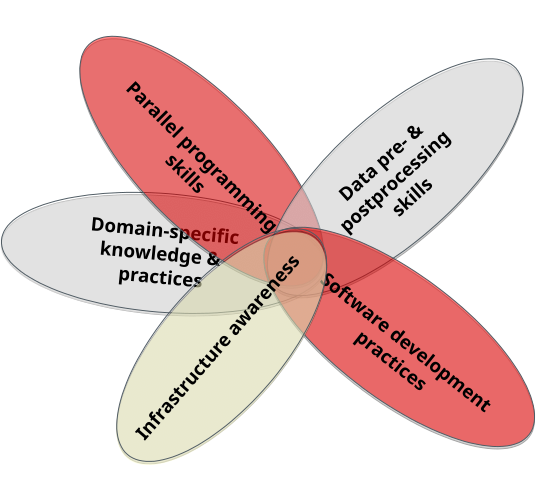 Parallel programming
skills
Data pre- &
postprocessing
skills
Domain-specific
knowledge &
practices
Infrastructure awareness
Software development
practices